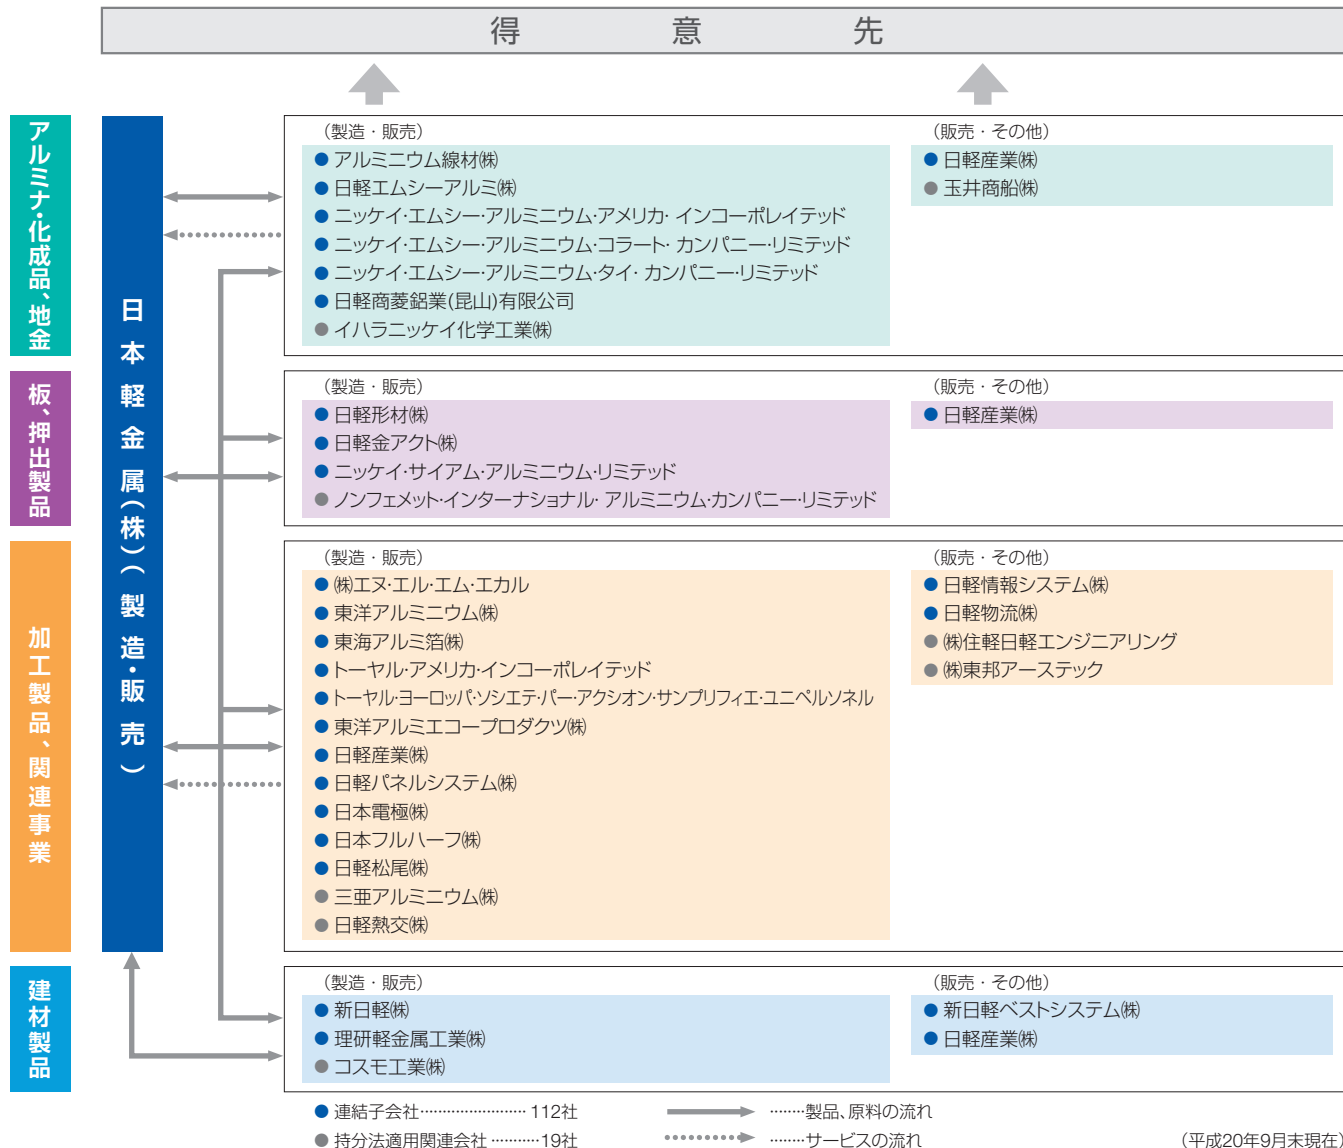 得意先
アルミナ・化成品、地金
日本軽金属(株)(製造・販売)
(製造・販売)
アルミニウム線材㈱
日軽エムシーアルミ㈱
ニッケイ・エムシー・アルミニウム・アメリカ・インコーポレイテッド
ニッケイ・エムシー・アルミニウム・コラート・カンパニー・リミテッド
ニッケイ・エムシー・アルミニウム・タイ・カンパニー・リミテッド
日軽商菱鋁業(昆山)有限公司
イハラニッケイ化学工業㈱
(販売・その他)
日軽産業㈱
玉井商船㈱
板、押出製品
(製造・販売)
日軽形材㈱
日軽金アクト㈱
ニッケイ・サイアム・アルミニウム・リミテッド
ノンフェメット・インターナショナル・アルミニウム・カンパニー・リミテッド
(販売・その他)
日軽産業㈱
加工製品、関連事業
(製造・販売)
㈱エヌ・エル・エム・エカル
東洋アルミニウム㈱
東海アルミ箔㈱
トーヤル・アメリカ・インコーポレイテッド
トーヤル・ヨーロッパ・ソシエテ・パー・アクシオン・サンプリフィエ・ユニペルソネル
東洋アルミエコープロダクツ㈱
日軽産業㈱
日軽パネルシステム㈱
日本電極㈱
日本フルハーフ㈱
日軽松尾㈱
三亜アルミニウム㈱
日軽熱交㈱
(販売・その他)
日軽情報システム㈱
日軽物流㈱
㈱住軽日軽エンジニアリング
㈱東邦アーステック
建材製品
(製造・販売)
新日軽㈱
理研軽金属工業㈱
コスモ工業㈱
(販売・その他)
新日軽ベストシステム㈱
日軽産業㈱
連結子会社……………………112社
………製品、原料の流れ
持分法適用関連会社…………19社
………サービスの流れ
(平成20年9月末現在)